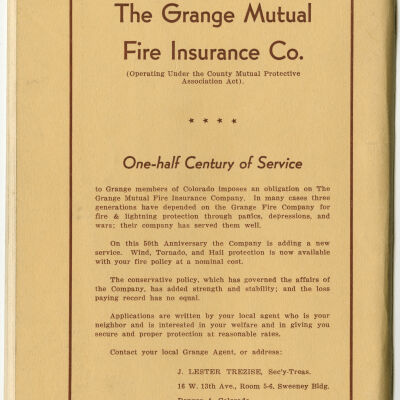 The Grange Mutual
Fire Insurance Co.
(Operating Under the County Mutual Protective
Association Act).
* * * *
One-half Century of Service
to Grange members of Colorado imposes an obligation on The
Grange Mutual Fire Insurance Company. In many cases three
generations have depended on the Grange Fire Company for
fire & lightning protection through panics, depressions, and
wars; their company has served them well.
On this 50th Anniversary the Company is adding a new
service. Wind, Tornado, and Hail protection is now available
with your fire policy at a nominal cost.
The conservative policy, which has governed the affairs of
the Company, has added strength and stability; and the loss
paying record has no equal.
Applications are written by your local agent who is your
neighbor and is interested in your welfare and in giving you
secure and proper protection at reasonable rates.
Contact your local Grange Agent, or address:
J. LESTER TREZISE, Sec'y-Treas.
16 W. 13th Ave., Room 5-6, Sweeney Bldg.
Denver 4, Colorado